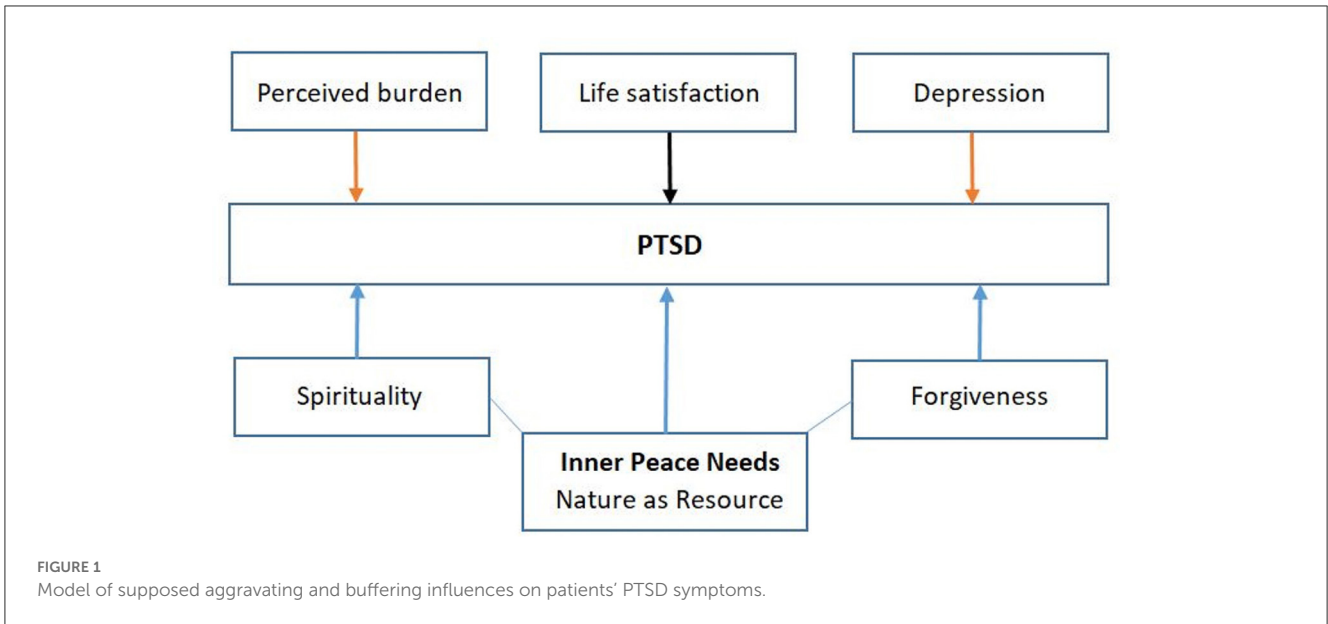 Perceived burden
Life satisfaction
Depression
PTSD
Spirituality
Forgiveness
Inner Peace Needs
Nature as Resource
FIGURE 1
Model of supposed aggravating and buffering influences on patients’ PTSD symptoms.